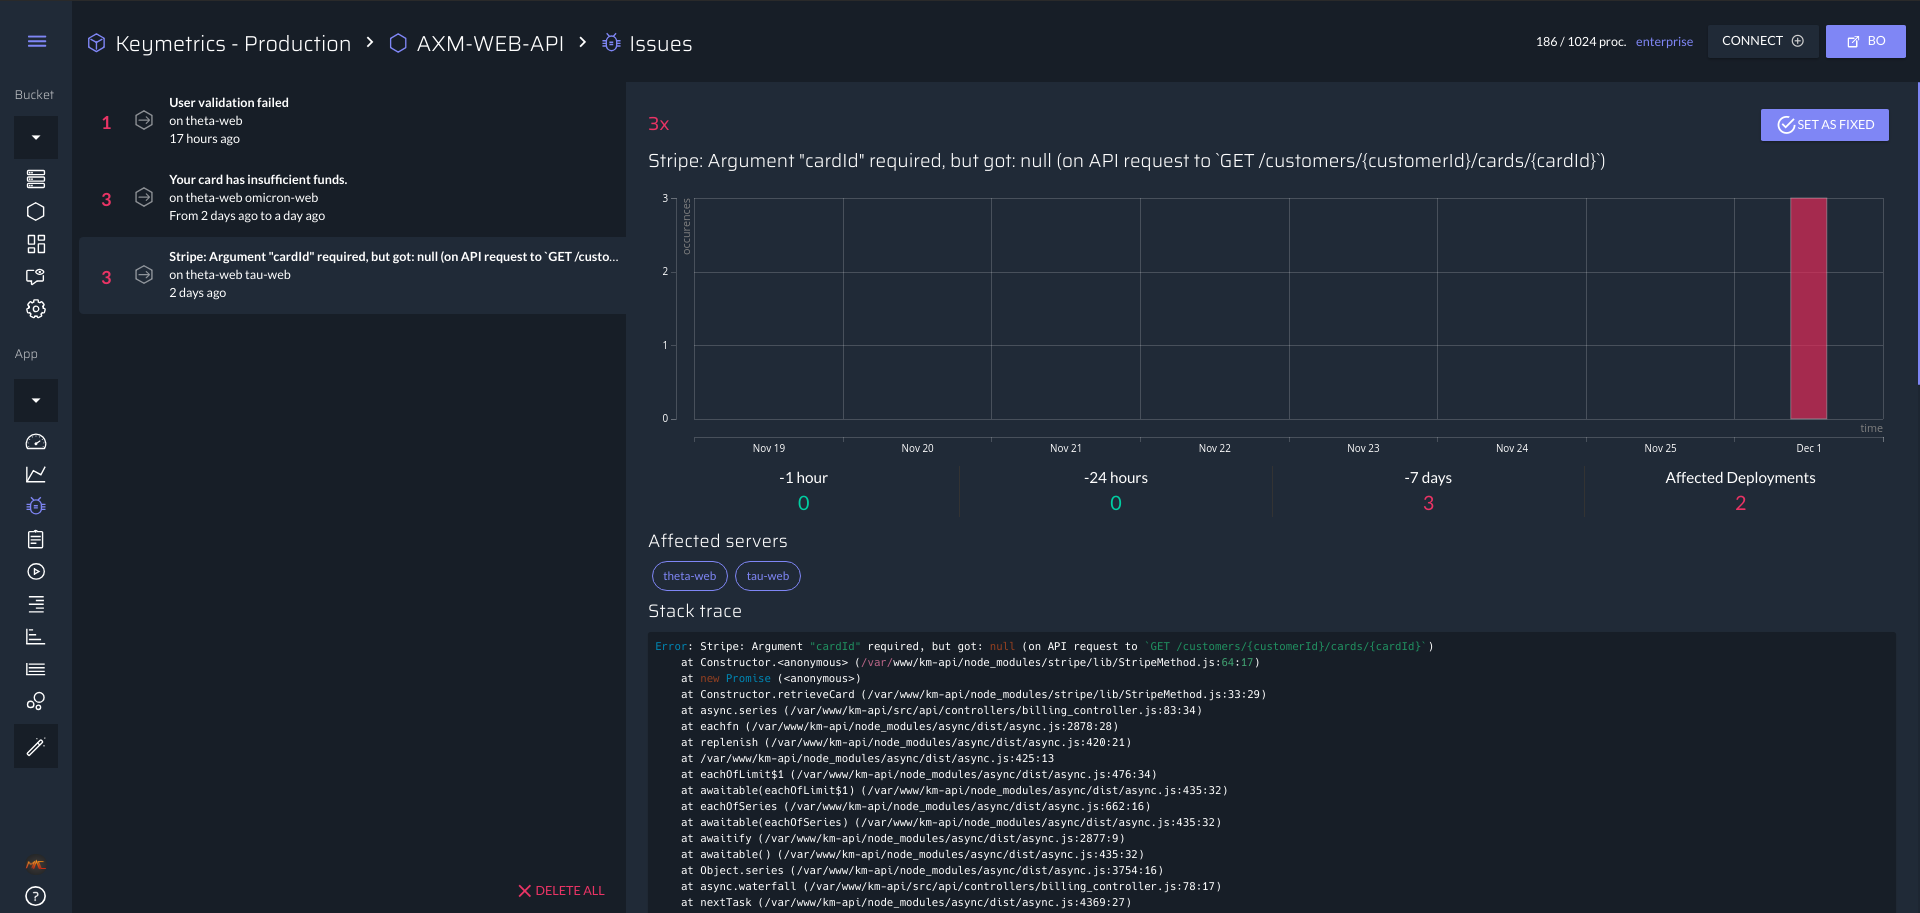 Keymetrics - Production > AXM-WEB-API > Issues
186 / 1024 proc. enterprise CONNECT BO
Bucket
App
1
User validation failed
on theta-web
17 hours ago
3
Your card has insufficient funds.
on theta-web omicron-web
From 2 days ago to a day ago
3
Stripe: Argument "cardId" required, but got: null (on API request to `GET /custo...
on theta-web tau-web
2 days ago
DELETE ALL
3x
SET AS FIXED
Stripe: Argument "cardId" required, but got: null (on API request to `GET /customers/{customerId}/cards/{cardId}`)
3
2
1
0
occurences
time
Nov 19 Nov 20 Nov 21 Nov 22 Nov 23 Nov 24 Nov 25 Dec 1
-1 hour -24 hours -7 days Affected Deployments
0 0 3 2
Affected servers
theta-web tau-web
Stack trace
Error: Stripe: Argument "cardId" required, but got: null (on API request to `GET /customers/{customerId}/cards/{cardId}`)
at Constructor.<anonymous> (/var/www/km-api/node_modules/stripe/lib/StripeMethod.js:64:17)
at new Promise (<anonymous>)
at Constructor.retrieveCard (/var/www/km-api/node_modules/stripe/lib/StripeMethod.js:33:29)
at async.series (/var/www/km-api/src/api/controllers/billing_controller.js:83:34)
at eachfn (/var/www/km-api/node_modules/async/dist/async.js:2878:28)
at replenish (/var/www/km-api/node_modules/async/dist/async.js:420:21)
at /var/www/km-api/node_modules/async/dist/async.js:425:13
at eachOfLimit$1 (/var/www/km-api/node_modules/async/dist/async.js:476:34)
at awaitable(eachOfLimit$1) (/var/www/km-api/node_modules/async/dist/async.js:435:32)
at eachOfSeries (/var/www/km-api/node_modules/async/dist/async.js:662:16)
at awaitable(eachOfSeries) (/var/www/km-api/node_modules/async/dist/async.js:435:32)
at awaitify (/var/www/km-api/node_modules/async/dist/async.js:2877:9)
at awaitable() (/var/www/km-api/node_modules/async/dist/async.js:435:32)
at Object.series (/var/www/km-api/node_modules/async/dist/async.js:3754:16)
at async.waterfall (/var/www/km-api/src/api/controllers/billing_controller.js:78:17)
at nextTask (/var/www/km-api/node_modules/async/dist/async.js:4369:27)